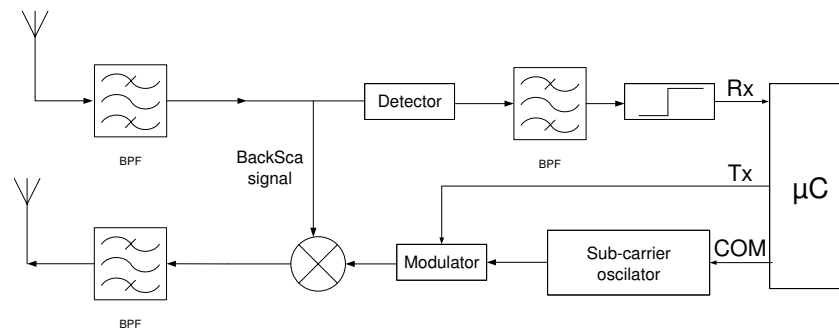 Detector
Rx
BPF
BPF
BackSca
signal
Tx
µC
Modulator
Sub-carrier
oscilator
COM
BPF